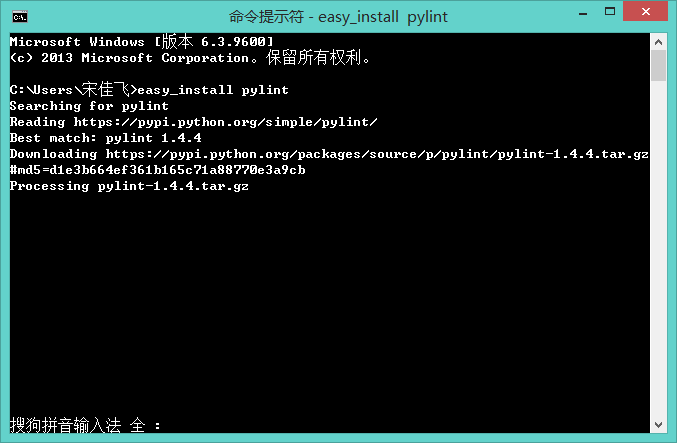 命令提示符 - easy_install  pylint
Microsoft Windows [版本 6.3.9600]
(c) 2013 Microsoft Corporation。保留所有权利。
C:\Users\宋佳飞>easy_install pylint
Searching for pylint
Reading https://pypi.python.org/simple/pylint/
Best match: pylint 1.4.4
Downloading https://pypi.python.org/packages/source/p/pylint/pylint-1.4.4.tar.gz
#md5=d1e3b664ef361b165c71a88770e3a9cb
Processing pylint-1.4.4.tar.gz
搜狗拼音输入法 全 :